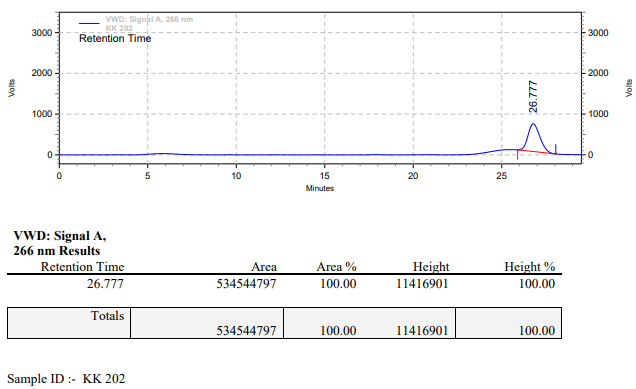 VWD: Signal A, 266 nm
KK 202
Retention Time
3000
3000
2000
2000
1000
1000
0
0
Volts
Volts
26.777
0
5
10
15
20
25
Minutes
VWD: Signal A,
266 nm Results
Retention Time Area Area % Height Height %
26.777 534544797 100.00 11416901 100.00
Totals
534544797 100.00 11416901 100.00
Sample ID :- KK 202